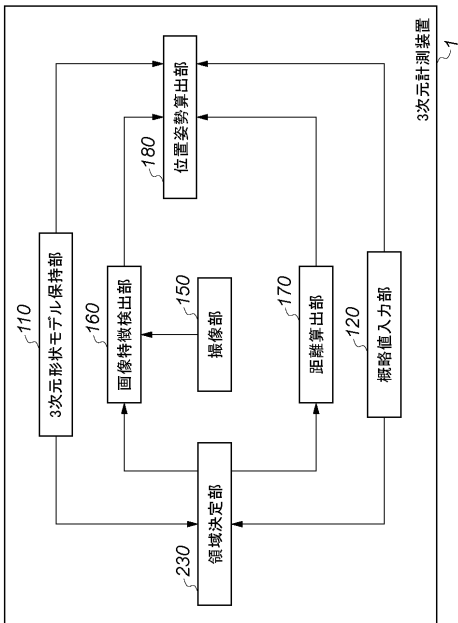 3次元計測装置
1
110
3次元形状モデル保持部
160
画像特徴検出部
180
位置姿勢算出部
150
撮像部
230
領域決定部
170
距離算出部
120
概略値入力部